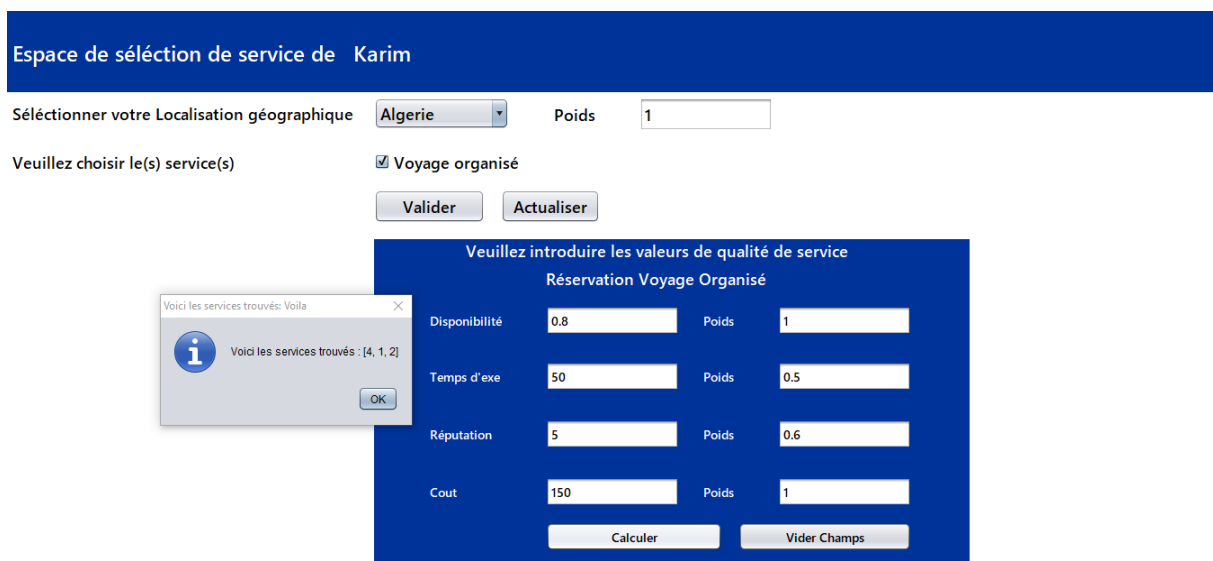 Espace de séléction de service de Karim
Séléctionner votre Localisation géographique Algerie Poids 1
Veuillez choisir le(s) service(s) Voyage organisé
Valider Actualiser
Veuillez introduire les valeurs de qualité de service
Réservation Voyage Organisé
Voici les services trouvés: Voila
Voici les services trouvés : [4, 1, 2]
OK
Disponibilité 0.8 Poids 1
Temps d'exe 50 Poids 0.5
Réputation 5 Poids 0.6
Cout 150 Poids 1
Calculer Vider Champs